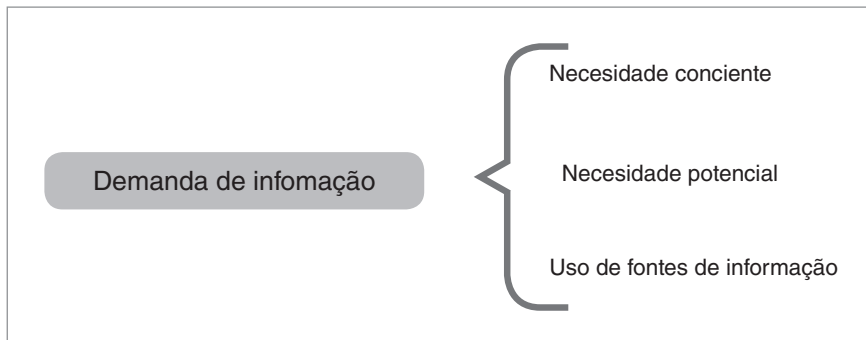 Necesidade conciente
Demanda de infomação
Necesidade potencial
Uso de fontes de informação